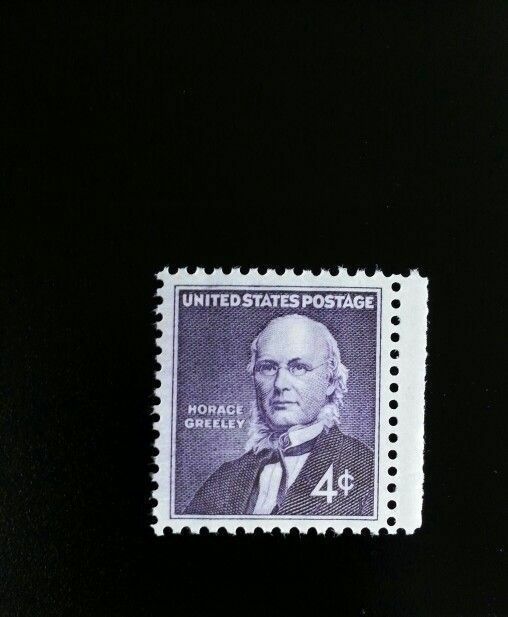 UNITED STATES POSTAGE
HORACE
GREELEY
4¢